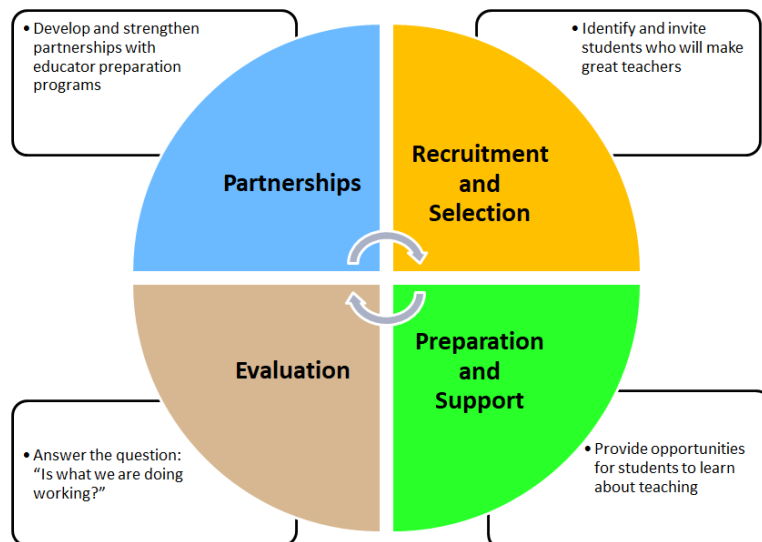 • Develop and strengthen
partnerships with
educator preparation
programs
• Identify and invite
students who will make
great teachers
Partnerships
Recruitment
and
Selection
Evaluation
Preparation
and
Support
• Answer the question:
“Is what we are doing
working?”
• Provide opportunities
for students to learn
about teaching